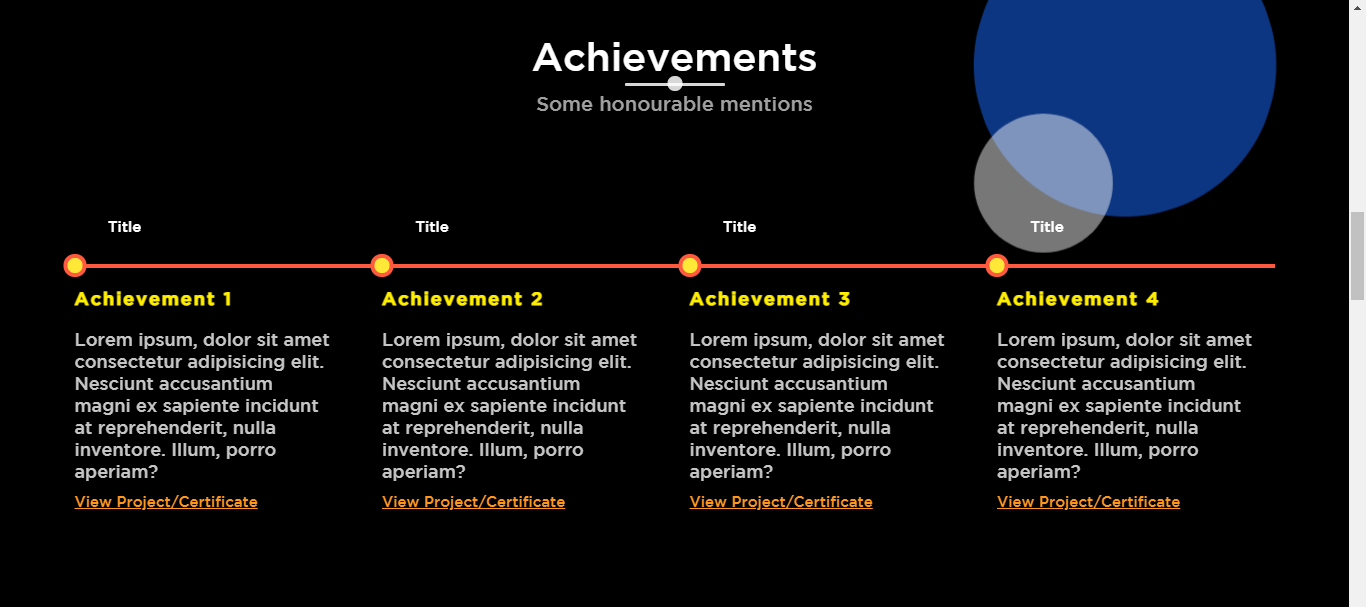 Achievements
Some honourable mentions
Title
Title
Title
Title
Achievement 1
Lorem ipsum, dolor sit amet
consectetur adipisicing elit.
Nesciunt accusantium
magni ex sapiente incidunt
at reprehenderit, nulla
inventore. Illum, porro
aperiam?
View Project/Certificate
Achievement 2
Lorem ipsum, dolor sit amet
consectetur adipisicing elit.
Nesciunt accusantium
magni ex sapiente incidunt
at reprehenderit, nulla
inventore. Illum, porro
aperiam?
View Project/Certificate
Achievement 3
Lorem ipsum, dolor sit amet
consectetur adipisicing elit.
Nesciunt accusantium
magni ex sapiente incidunt
at reprehenderit, nulla
inventore. Illum, porro
aperiam?
View Project/Certificate
Achievement 4
Lorem ipsum, dolor sit amet
consectetur adipisicing elit.
Nesciunt accusantium
magni ex sapiente incidunt
at reprehenderit, nulla
inventore. Illum, porro
aperiam?
View Project/Certificate